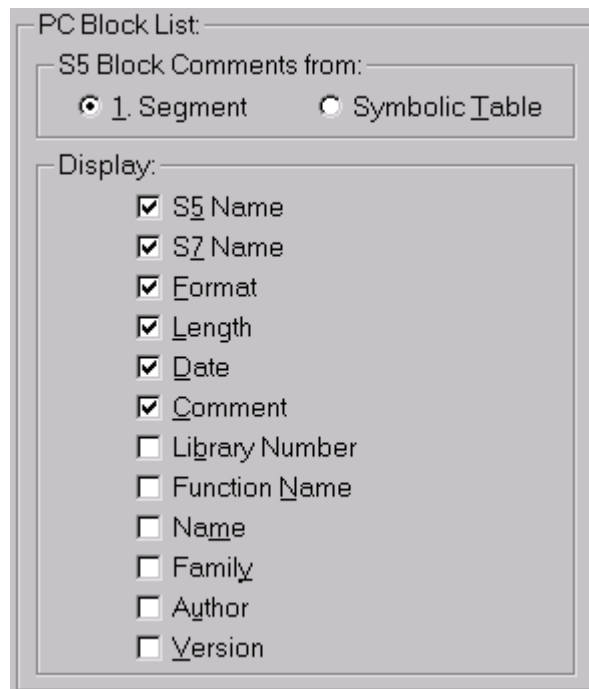 PC Block List:
S5 Block Comments from:
1. Segment Symbolic Table
Display:
S5 Name
S7 Name
Format
Length
Date
Comment
Library Number
Function Name
Name
Family
Author
Version